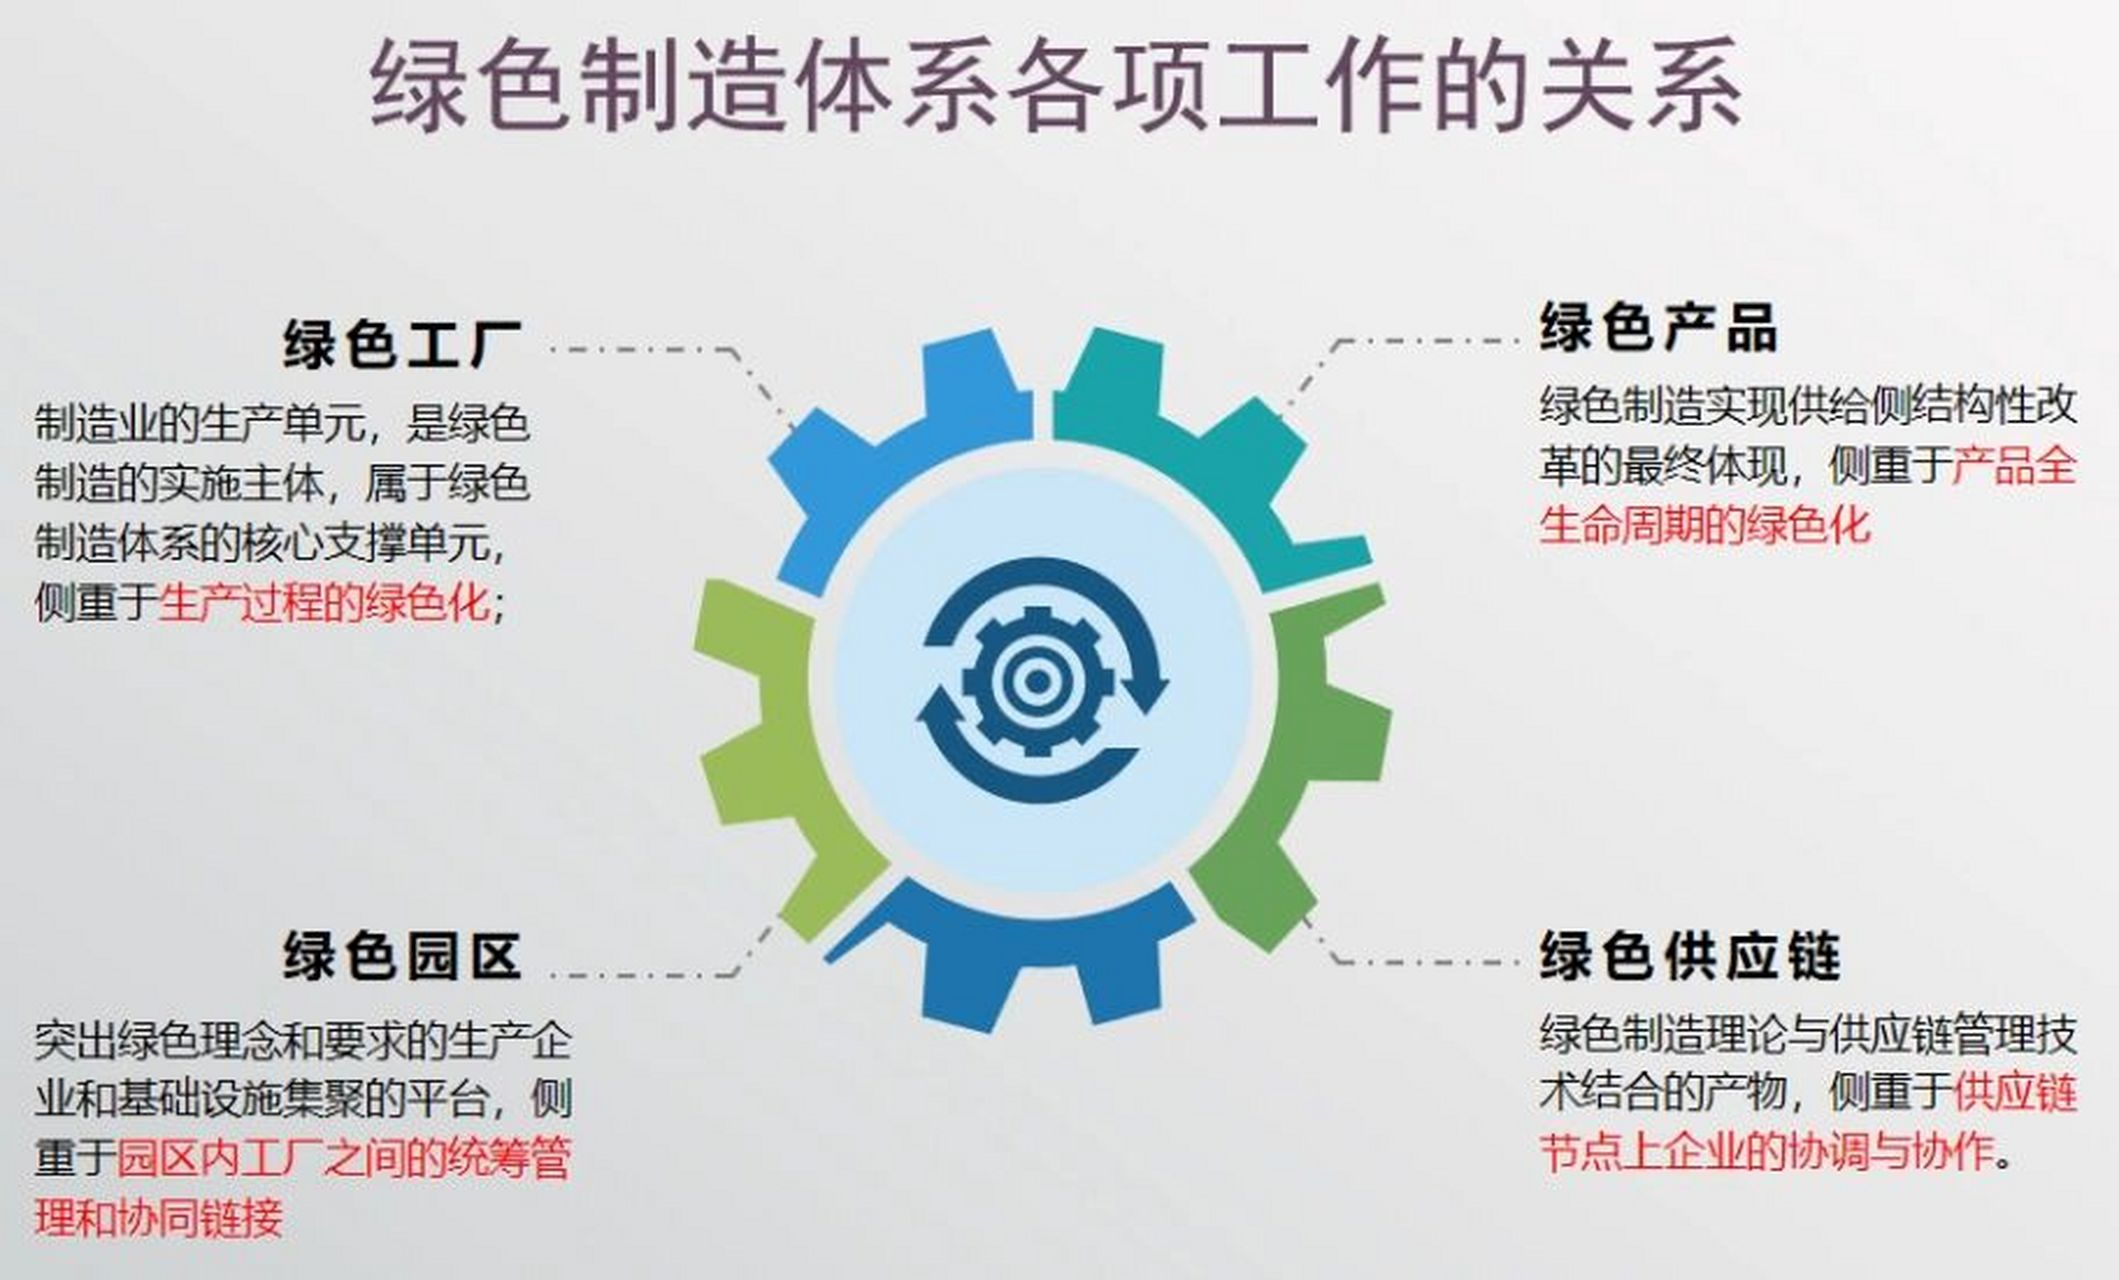 绿色制造体系各项工作的关系
绿色工厂
制造业的生产单元，是绿色
制造的实施主体，属于绿色
制造体系的核心支撑单元，
侧重于生产过程的绿色化；
绿色产品
绿色制造实现供给侧结构性改
革的最终体现，侧重于产品全
生命周期的绿色化
绿色园区
突出绿色理念和要求的生产企
业和基础设施集聚的平台，侧
重于园区内工厂之间的统筹管
理和协同链接
绿色供应链
绿色制造理论与供应链管理技
术结合的产物，侧重于供应链
节点上企业的协调与协作。